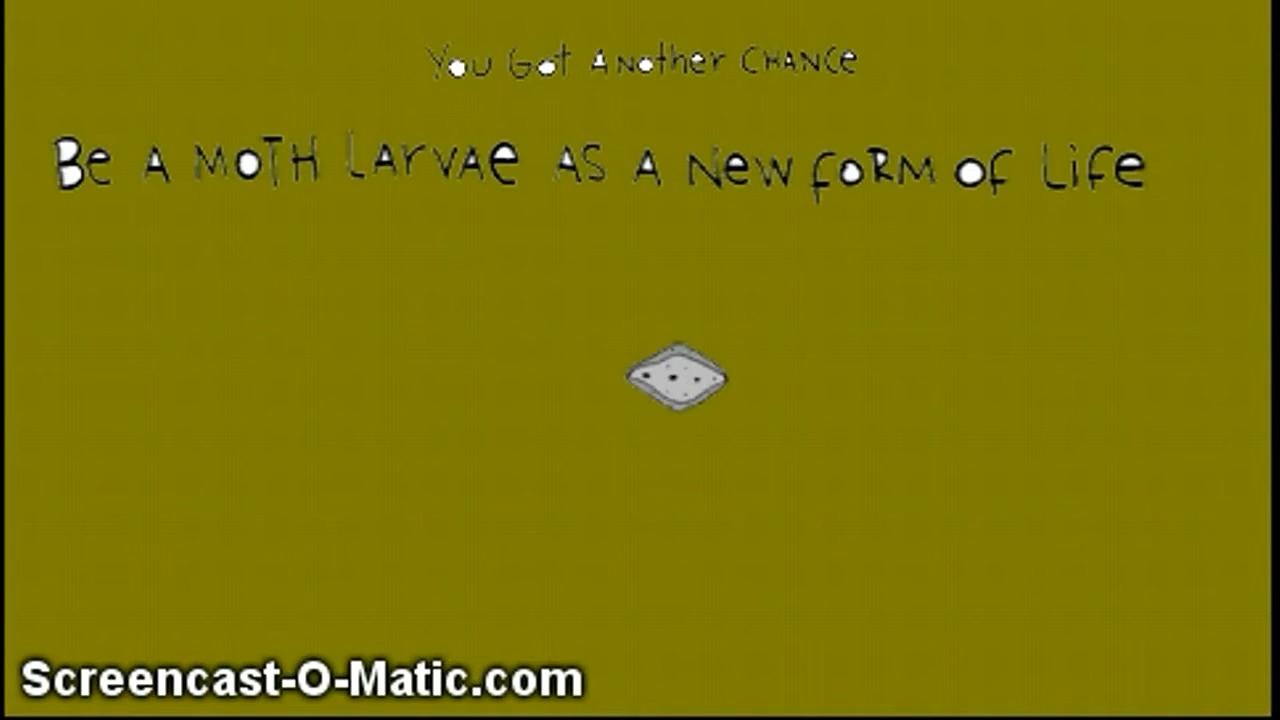 You Got Another CHANCe
Be A MOTH LArVAe AS A New forM of Life
Screencast-O-Matic.com